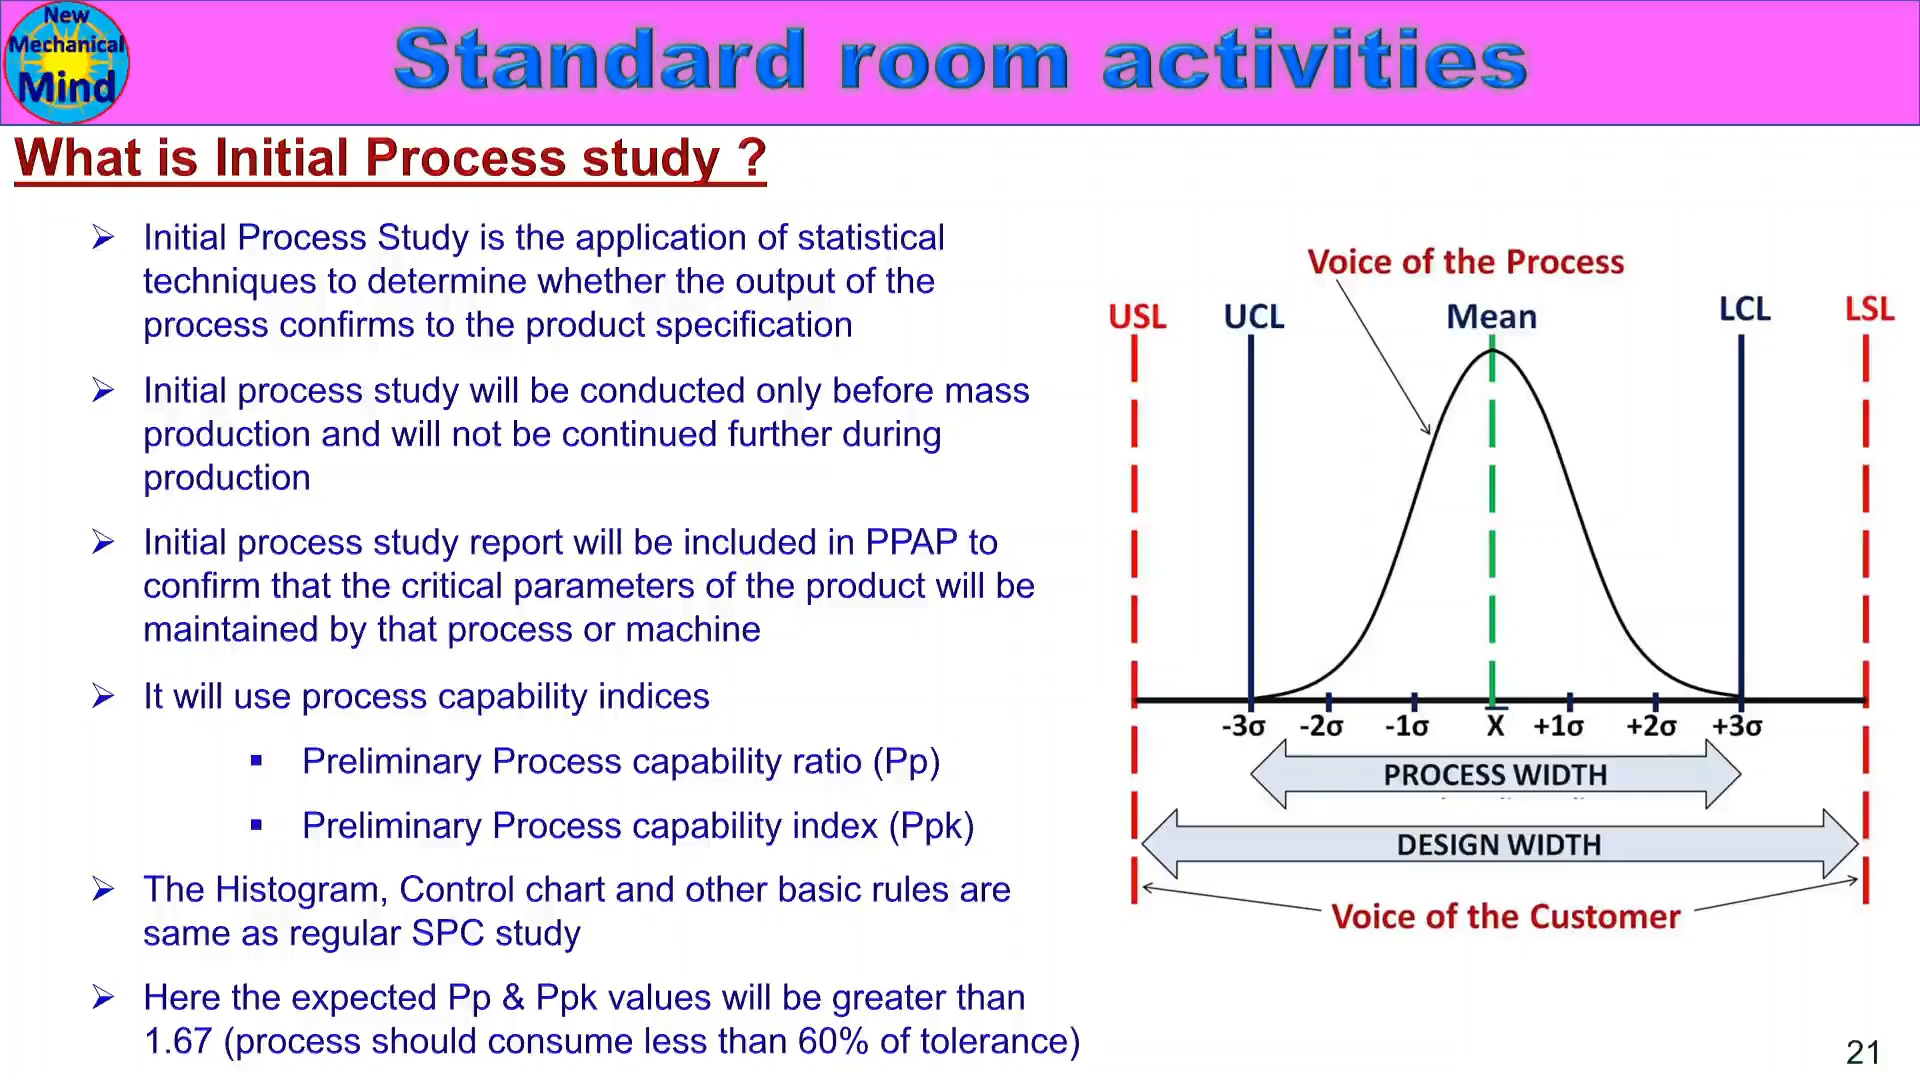 New
Mechanical
Mind
Standard room activities
What is Initial Process study ?
➢ Initial Process Study is the application of statistical
techniques to determine whether the output of the
process confirms to the product specification
➢ Initial process study will be conducted only before mass
production and will not be continued further during
production
➢ Initial process study report will be included in PPAP to
confirm that the critical parameters of the product will be
maintained by that process or machine
➢ It will use process capability indices
▪ Preliminary Process capability ratio (Pp)
▪ Preliminary Process capability index (Ppk)
➢ The Histogram, Control chart and other basic rules are
same as regular SPC study
➢ Here the expected Pp & Ppk values will be greater than
1.67 (process should consume less than 60% of tolerance)
Voice of the Process
USL UCL Mean LCL LSL
-3σ -2σ -1σ X̅ +1σ +2σ +3σ
PROCESS WIDTH
DESIGN WIDTH
Voice of the Customer
21